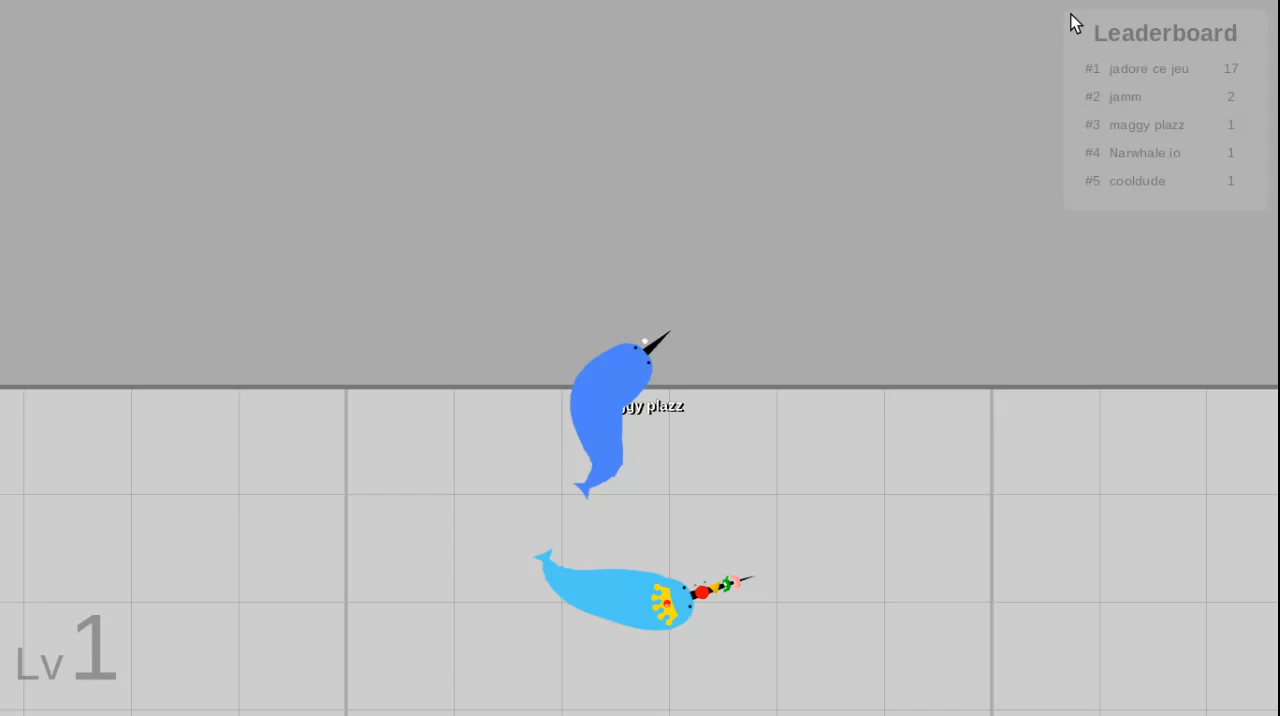 Leaderboard
#1 jadore ce jeu 17
#2 jamm 2
#3 maggy plazz 1
#4 Narwhale.io 1
#5 cooldude 1
plazz
Lv 1